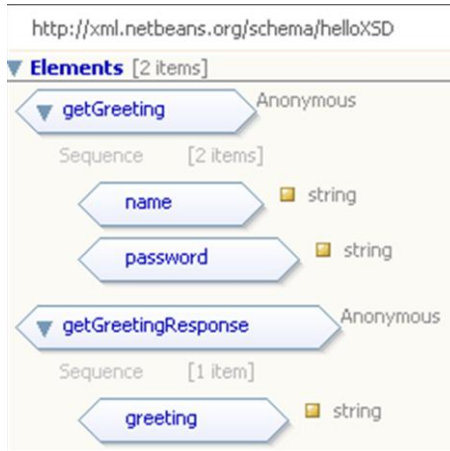 http://xml.netbeans.org/schema/helloXSD
Elements [2 items]
getGreeting Anonymous
Sequence [2 items]
name string
password string
getGreetingResponse Anonymous
Sequence [1 item]
greeting string